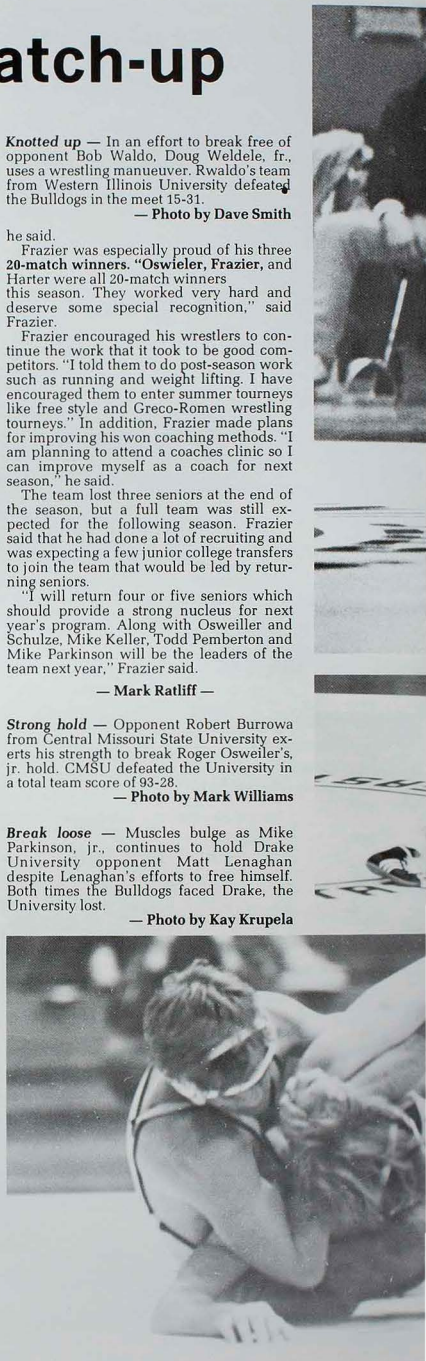 atch-up
Knotted up — In an effort to break free of
opponent Bob Waldo, Doug Weldele, fr.,
uses a wrestling manueuver. Rwaldo's team
from Western Illinois University defeated
the Bulldogs in the meet 15-31.
— Photo by Dave Smith
he said.
Frazier was especially proud of his three
20-match winners. "Oswieler, Frazier, and
Harter were all 20-match winners
this season. They worked very hard and
deserve some special recognition," said
Frazier.
Frazier encouraged his wrestlers to con-
tinue the work that it took to be good com-
petitors. "I told them to do post-season work
such as running and weight lifting. I have
encouraged them to enter summer tourneys
like free style and Greco-Romen wrestling
tourneys." In addition, Frazier made plans
for improving his won coaching methods. "I
am planning to attend a coaches clinic so I
can improve myself as a coach for next
season," he said.
The team lost three seniors at the end of
the season, but a full team was still ex-
pected for the following season. Frazier
said that he had done a lot of recruiting and
was expecting a few junior college transfers
to join the team that would be led by retur-
ning seniors.
"I will return four or five seniors which
should provide a strong nucleus for next
year's program. Along with Osweiller and
Schulze, Mike Keller, Todd Pemberton and
Mike Parkinson will be the leaders of the
team next year," Frazier said.
— Mark Ratliff —
Strong hold — Opponent Robert Burrowa
from Central Missouri State University ex-
erts his strength to break Roger Osweiler's,
jr. hold. CMSU defeated the University in
a total team score of 93-28.
— Photo by Mark Williams
Break loose — Muscles bulge as Mike
Parkinson, jr., continues to hold Drake
University opponent Matt Lenaghan
despite Lenaghan's efforts to free himself.
Both times the Bulldogs faced Drake, the
University lost.
— Photo by Kay Krupela